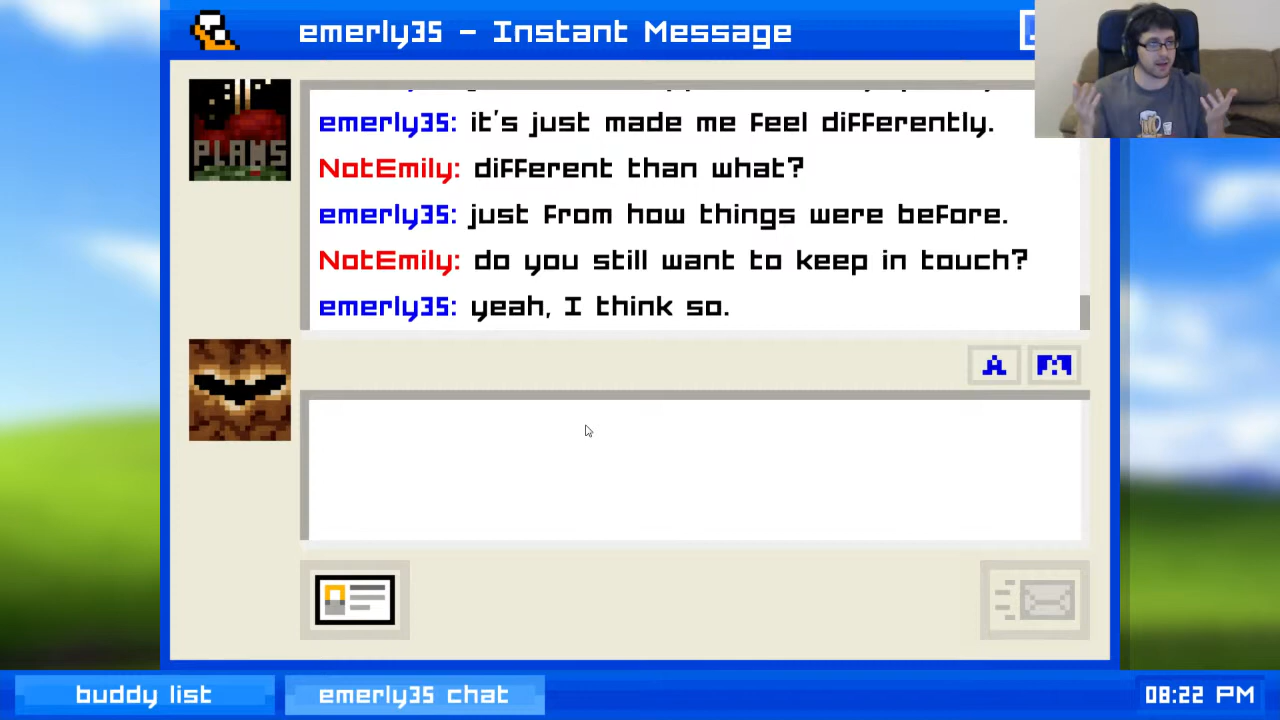 emerly35 - Instant Message
PLANS
emerly35: it's just made me feel differently.
NotEmily: different than what?
emerly35: just from how things were before.
NotEmily: do you still want to keep in touch?
emerly35: yeah, I think so.
A
buddy list
emerly35 chat
08:22 PM